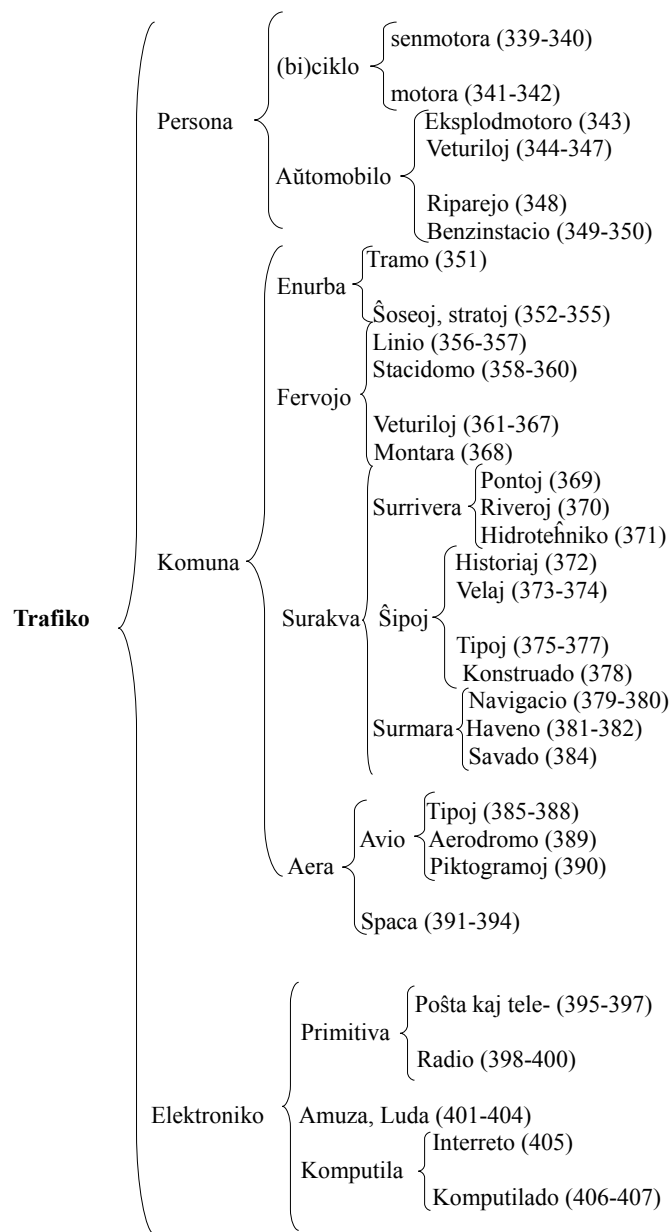 senmotora (339-340)
(bi)ciklo
motora (341-342)
Persona
Eksplodmotoro (343)
Veturiloj (344-347)
Aŭtomobilo
Riparejo (348)
Benzinstacio (349-350)
Tramo (351)
Enurba
Ŝoseoj, stratoj (352-355)
Linio (356-357)
Stacidomo (358-360)
Fervojo
Veturiloj (361-367)
Montara (368)
Pontoj (369)
Surrivera
Riveroj (370)
Hidroteĥniko (371)
Komuna
Historiaj (372)
Velaj (373-374)
Trafiko
Surakva
Ŝipoj
Tipoj (375-377)
Konstruado (378)
Navigacio (379-380)
Surmara
Haveno (381-382)
Savado (384)
Tipoj (385-388)
Avio
Aerodromo (389)
Aera
Piktogramoj (390)
Spaca (391-394)
Poŝta kaj tele- (395-397)
Primitiva
Radio (398-400)
Elektroniko
Amuza, Luda (401-404)
Interreto (405)
Komputila
Komputilado (406-407)